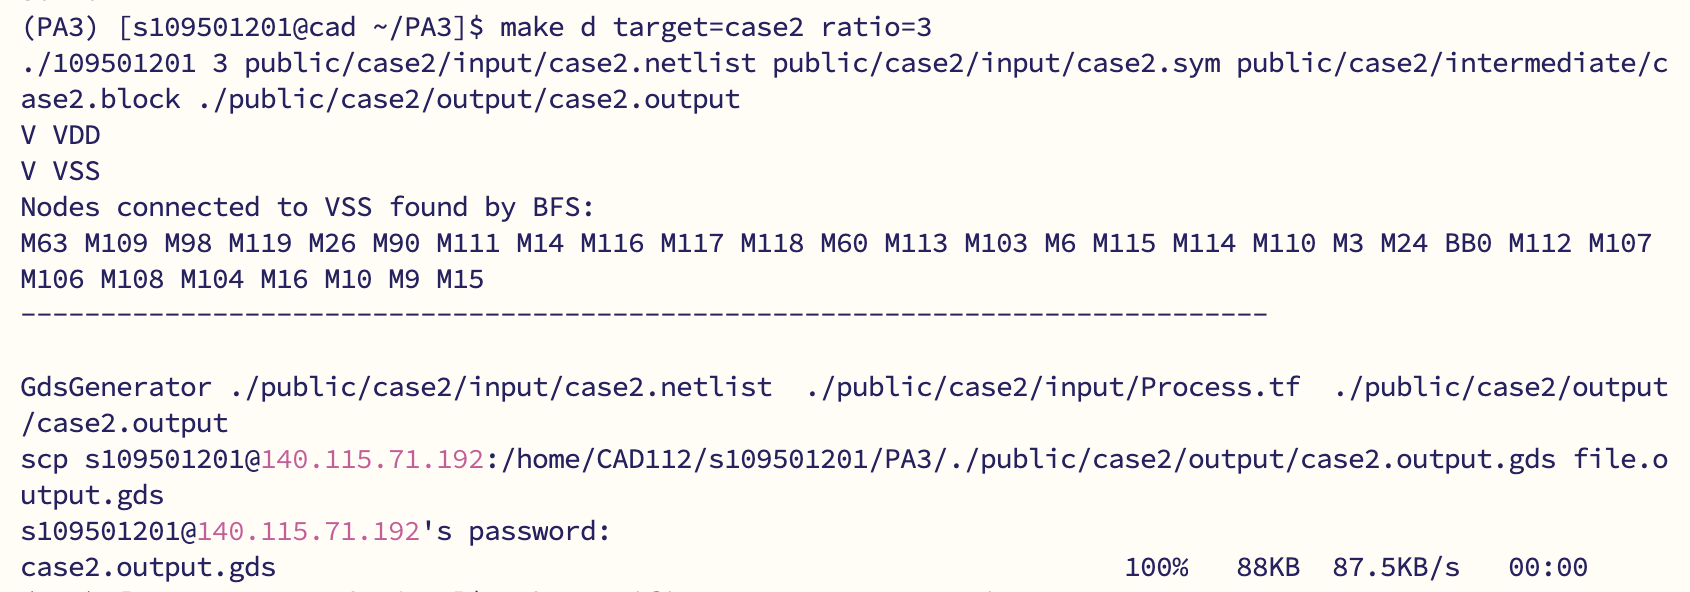 (PA3) [s109501201@cad ~/PA3]$ make d target=case2 ratio=3
./109501201 3 public/case2/input/case2.netlist public/case2/input/case2.sym public/case2/intermediate/c
ase2.block ./public/case2/output/case2.output
V VDD
V VSS
Nodes connected to VSS found by BFS:
M63 M109 M98 M119 M26 M90 M111 M14 M116 M117 M118 M60 M113 M103 M6 M115 M114 M110 M3 M24 BB0 M112 M107
M106 M108 M104 M16 M10 M9 M15
------------------------------------------------------------------------------
GdsGenerator ./public/case2/input/case2.netlist  ./public/case2/input/Process.tf  ./public/case2/output
/case2.output
scp s109501201@140.115.71.192:/home/CAD112/s109501201/PA3/./public/case2/output/case2.output.gds file.o
utput.gds
s109501201@140.115.71.192's password:
case2.output.gds 100% 88KB 87.5KB/s 00:00